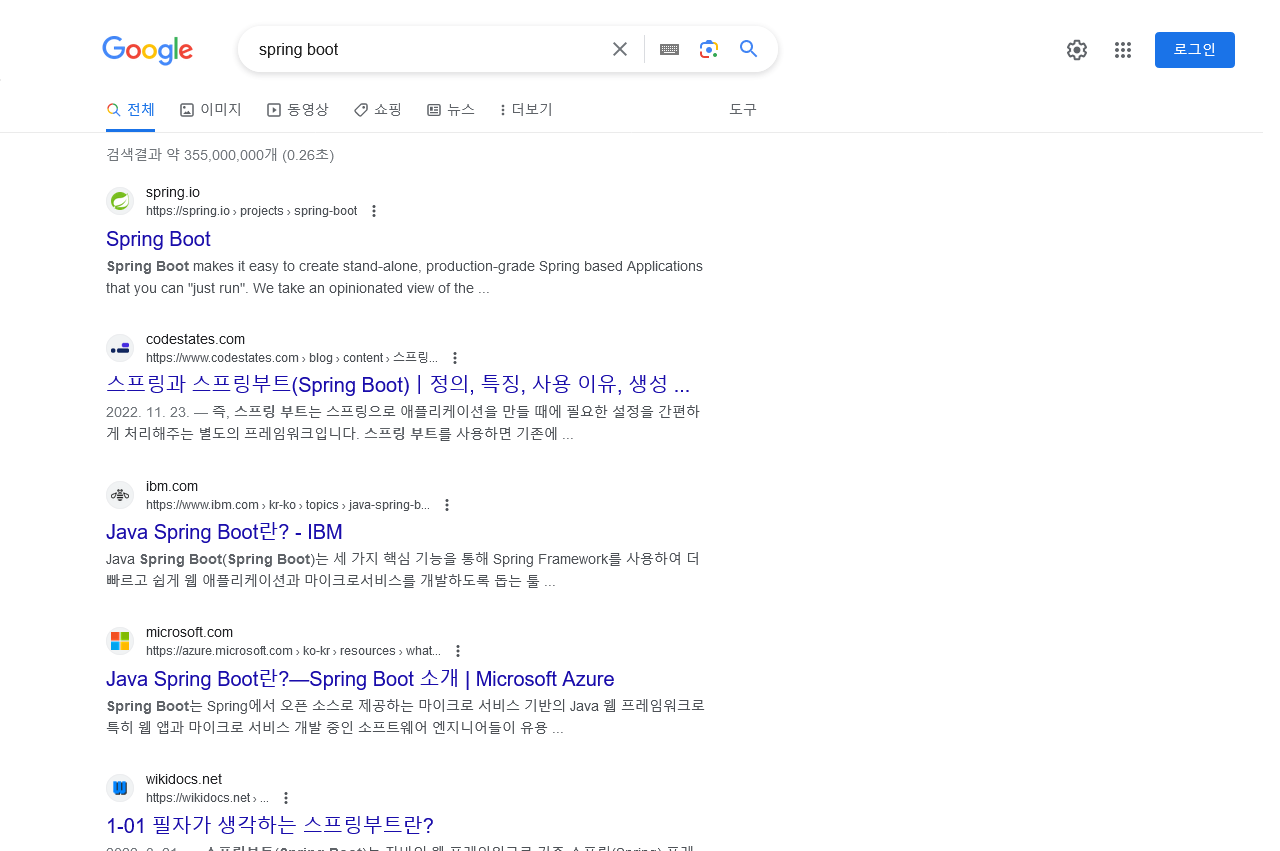 Google
spring boot
로그인
전체 이미지 동영상 쇼핑 뉴스 더보기 도구
검색결과 약 355,000,000개 (0.26초)
spring.io
https://spring.io › projects › spring-boot
Spring Boot
Spring Boot makes it easy to create stand-alone, production-grade Spring based Applications
that you can "just run". We take an opinionated view of the ...
codestates.com
https://www.codestates.com › blog › content › 스프링...
스프링과 스프링부트(Spring Boot)ㅣ정의, 특징, 사용 이유, 생성 ...
2022. 11. 23. — 즉, 스프링 부트는 스프링으로 애플리케이션을 만들 때에 필요한 설정을 간편하
게 처리해주는 별도의 프레임워크입니다. 스프링 부트를 사용하면 기존에 ...
ibm.com
https://www.ibm.com › kr-ko › topics › java-spring-b...
Java Spring Boot란? - IBM
Java Spring Boot(Spring Boot)는 세 가지 핵심 기능을 통해 Spring Framework를 사용하여 더
빠르고 쉽게 웹 애플리케이션과 마이크로서비스를 개발하도록 돕는 툴 ...
microsoft.com
https://azure.microsoft.com › ko-kr › resources › what...
Java Spring Boot란?—Spring Boot 소개 | Microsoft Azure
Spring Boot는 Spring에서 오픈 소스로 제공하는 마이크로 서비스 기반의 Java 웹 프레임워크로
특히 웹 앱과 마이크로 서비스 개발 중인 소프트웨어 엔지니어들이 유용 ...
wikidocs.net
https://wikidocs.net › ...
1-01 필자가 생각하는 스프링부트란?